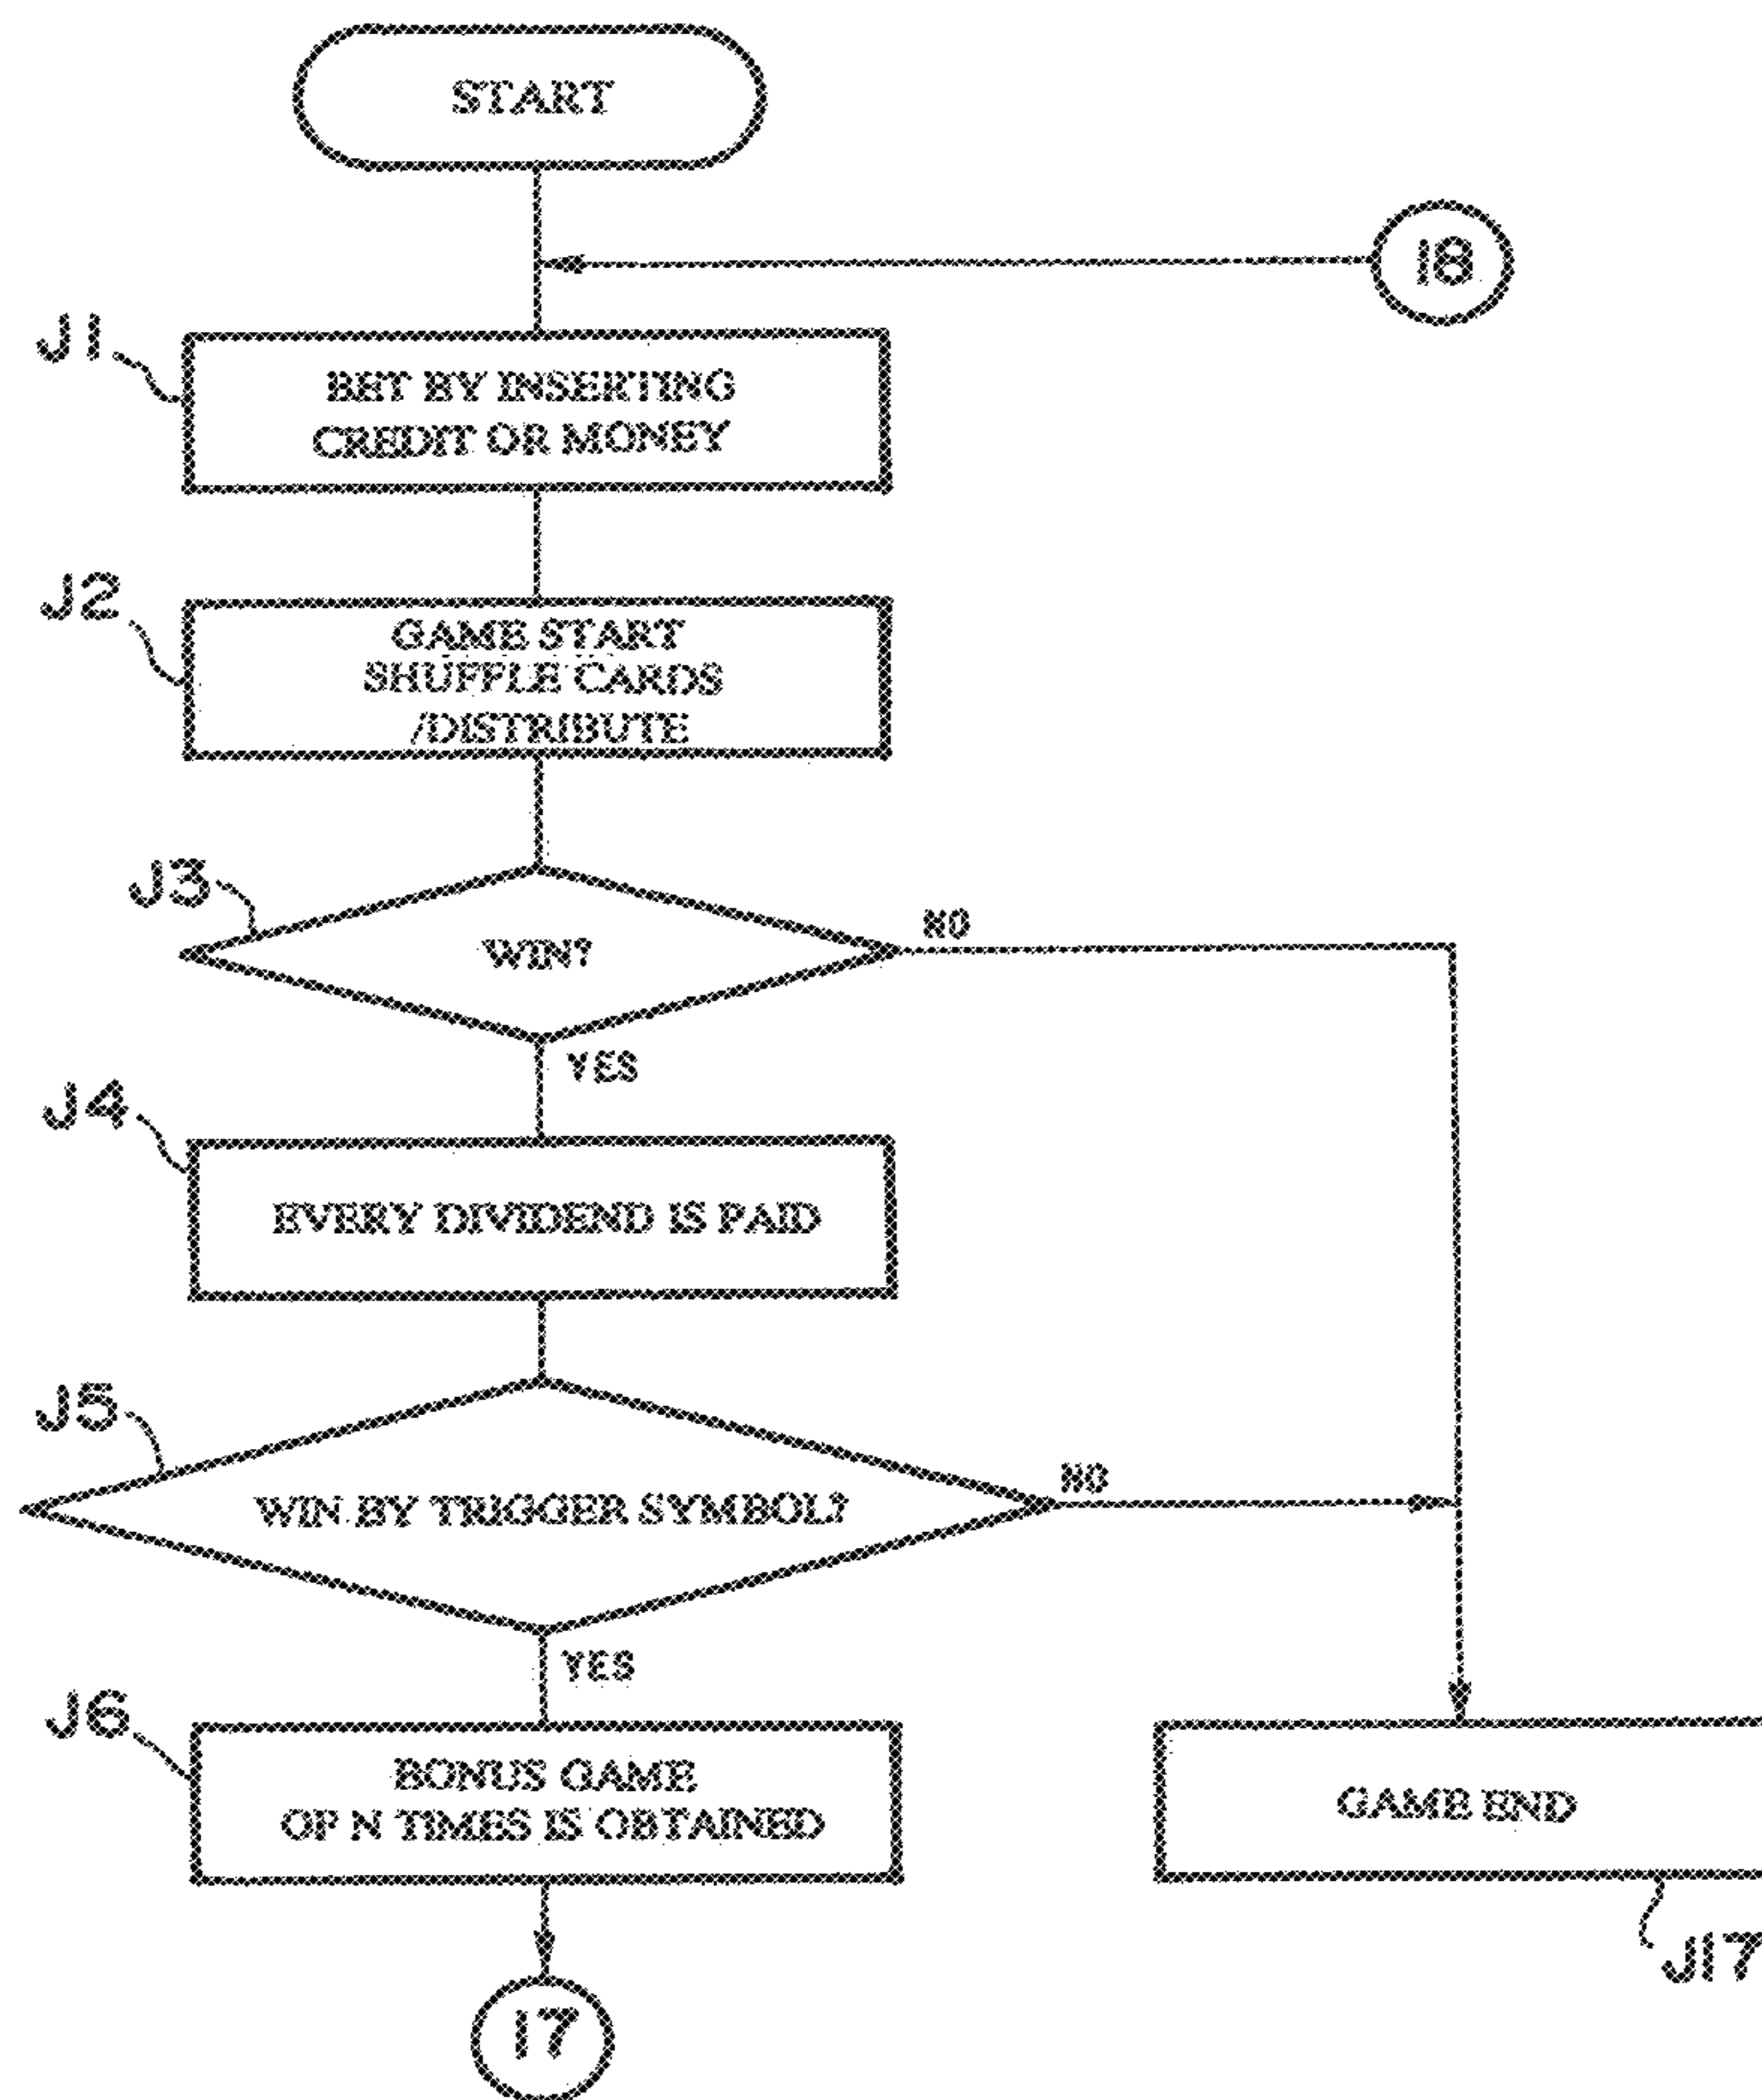 START
18
J1
BET BY INSERTING
CREDIT OR MONEY
J2
GAME START
SHUFFLE CARDS
/DISTRIBUTE
J3
WIN?
NO
YES
J4
EVERY DIVIDEND IS PAID
J5
WIN BY TRIGGER SYMBOL?
NO
YES
J6
BONUS GAME
OF N TIMES IS OBTAINED
GAME END
J17
17